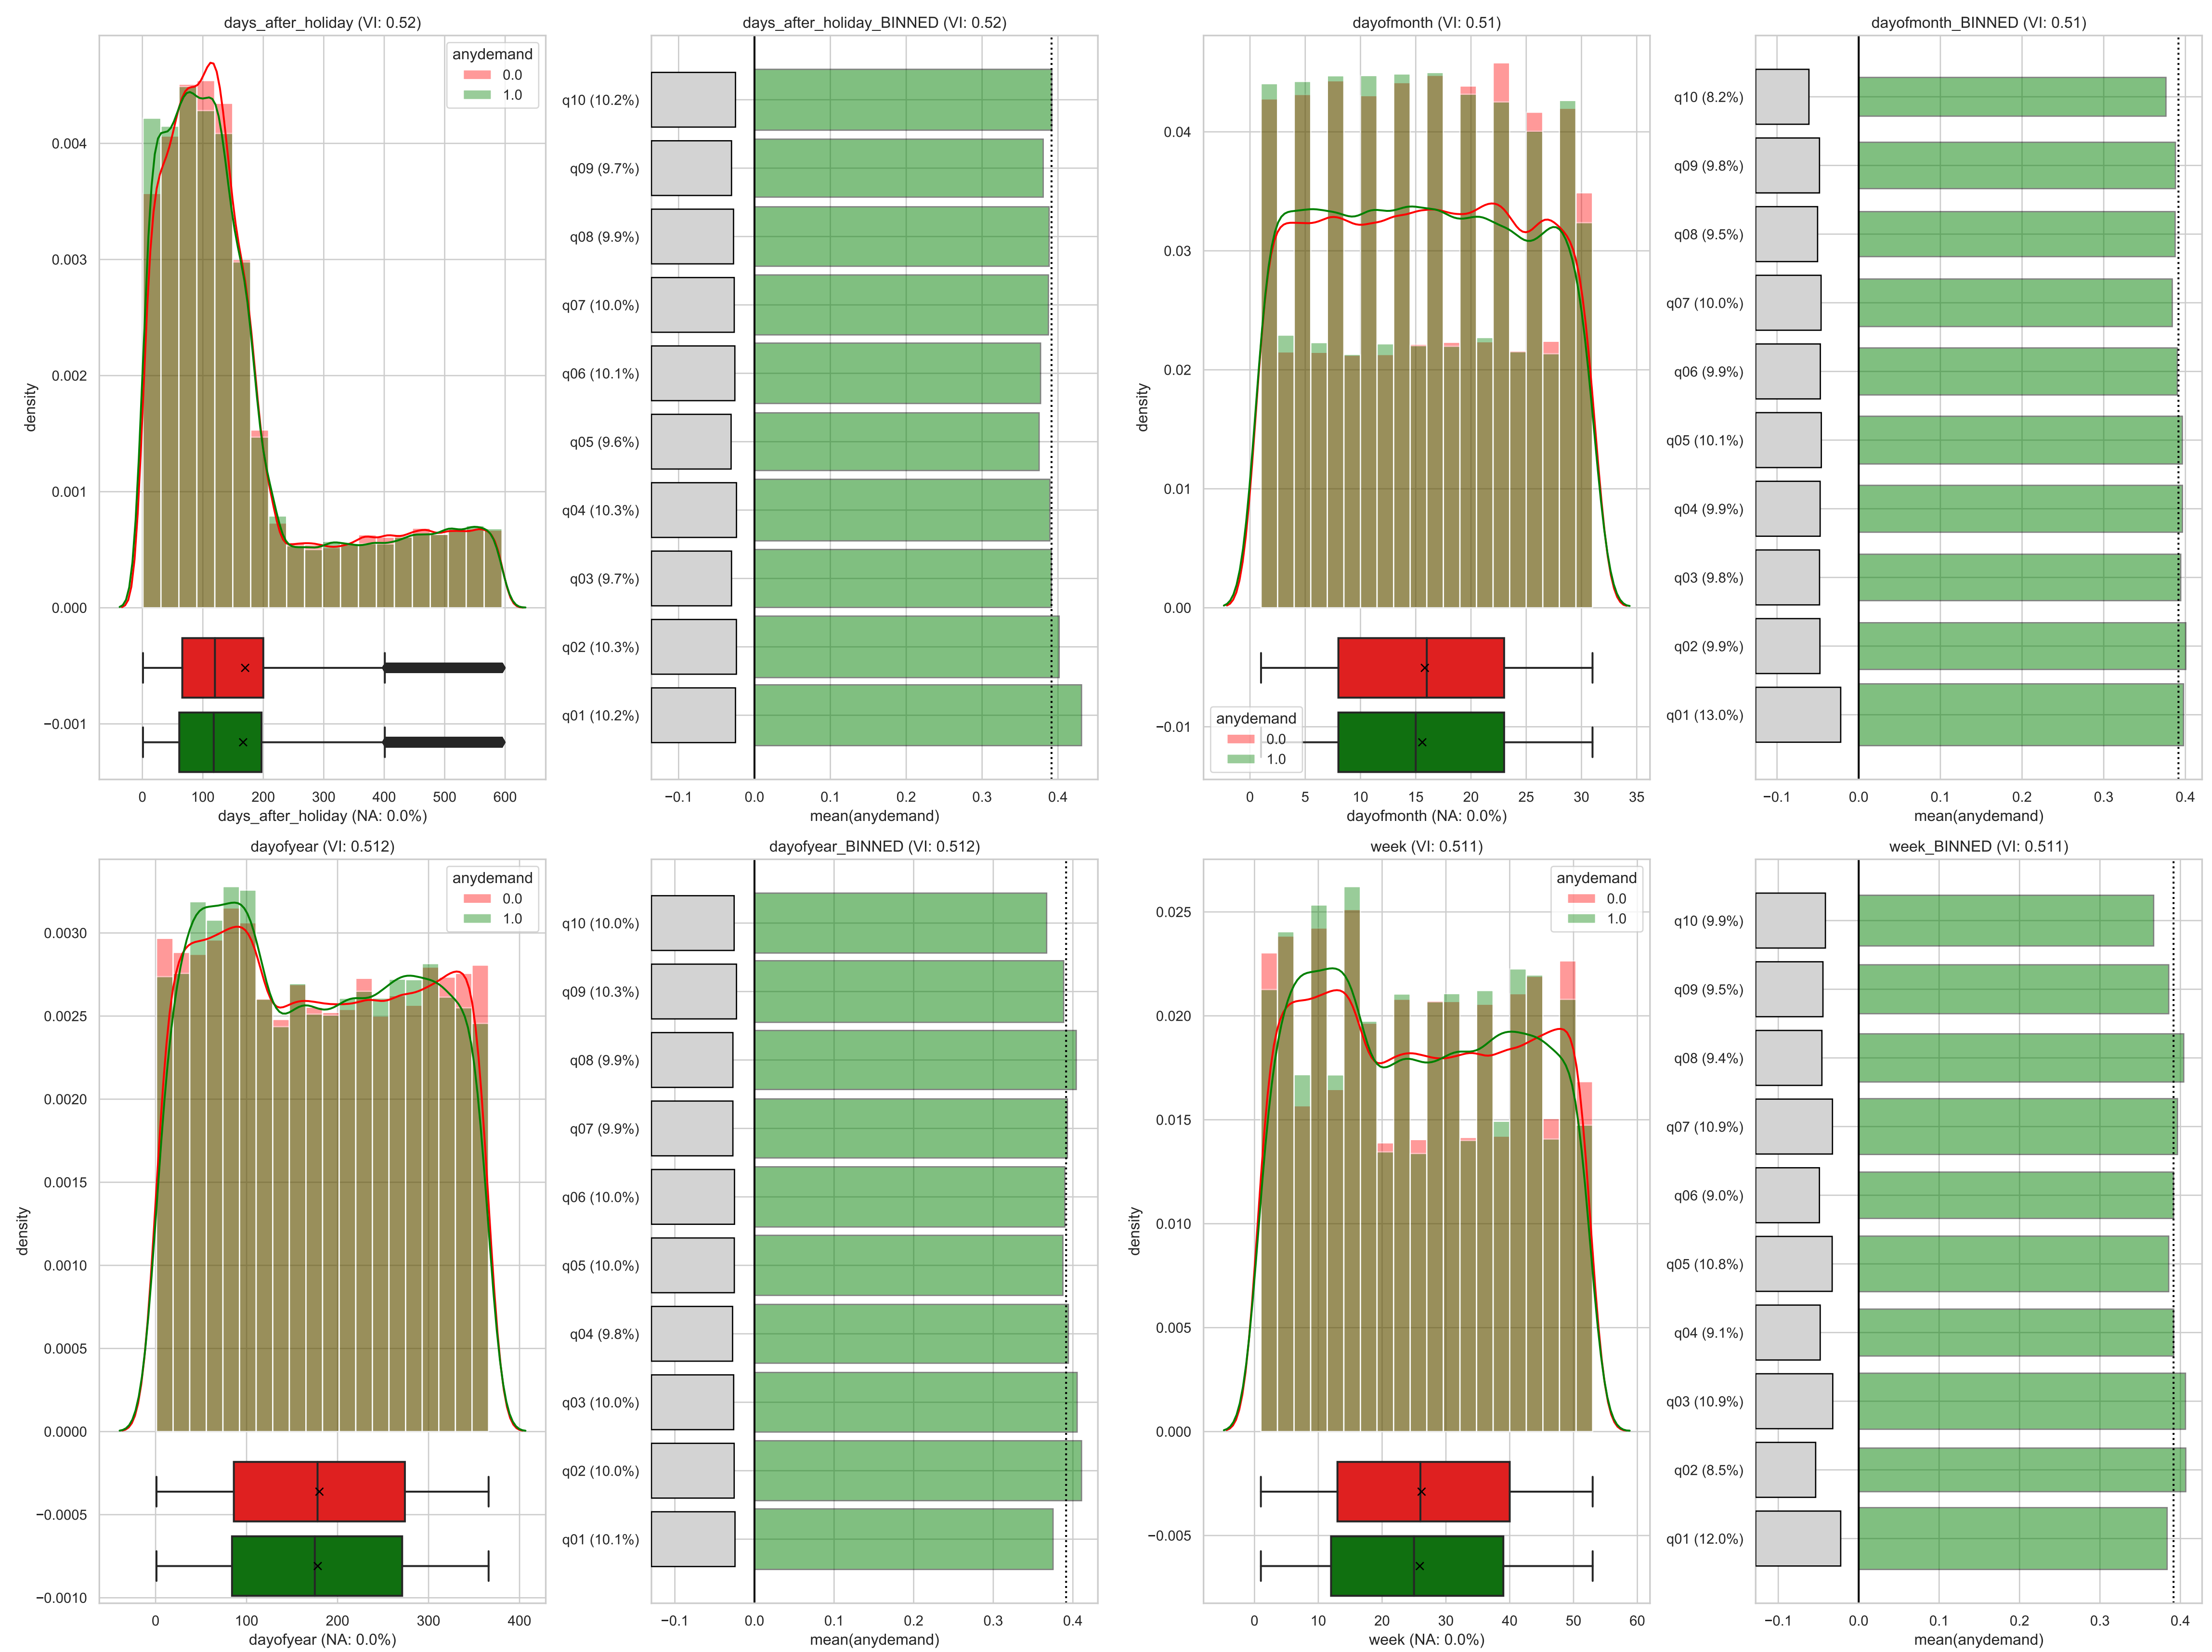 days_after_holiday (VI: 0.52)
anydemand
0.0
1.0
density
0.004
0.003
0.002
0.001
0.000
−0.001
0
100
200
300
400
500
600
days_after_holiday (NA: 0.0%)
days_after_holiday_BINNED (VI: 0.52)
q10 (10.2%)
q09 (9.7%)
q08 (9.9%)
q07 (10.0%)
q06 (10.1%)
q05 (9.6%)
q04 (10.3%)
q03 (9.7%)
q02 (10.3%)
q01 (10.2%)
−0.1
0.0
0.1
0.2
0.3
0.4
mean(anydemand)
dayofmonth (VI: 0.51)
density
0.04
0.03
0.02
0.01
0.00
−0.01
anydemand
0.0
1.0
0
5
10
15
20
25
30
35
dayofmonth (NA: 0.0%)
dayofmonth_BINNED (VI: 0.51)
q10 (8.2%)
q09 (9.8%)
q08 (9.5%)
q07 (10.0%)
q06 (9.9%)
q05 (10.1%)
q04 (9.9%)
q03 (9.8%)
q02 (9.9%)
q01 (13.0%)
−0.1
0.0
0.1
0.2
0.3
0.4
mean(anydemand)
dayofyear (VI: 0.512)
anydemand
0.0
1.0
density
0.0030
0.0025
0.0020
0.0015
0.0010
0.0005
0.0000
−0.0005
−0.0010
0
100
200
300
400
dayofyear (NA: 0.0%)
dayofyear_BINNED (VI: 0.512)
q10 (10.0%)
q09 (10.3%)
q08 (9.9%)
q07 (9.9%)
q06 (10.0%)
q05 (10.0%)
q04 (9.8%)
q03 (10.0%)
q02 (10.0%)
q01 (10.1%)
−0.1
0.0
0.1
0.2
0.3
0.4
mean(anydemand)
week (VI: 0.511)
anydemand
0.0
1.0
density
0.025
0.020
0.015
0.010
0.005
0.000
−0.005
0
10
20
30
40
50
60
week (NA: 0.0%)
week_BINNED (VI: 0.511)
q10 (9.9%)
q09 (9.5%)
q08 (9.4%)
q07 (10.9%)
q06 (9.0%)
q05 (10.8%)
q04 (9.1%)
q03 (10.9%)
q02 (8.5%)
q01 (12.0%)
−0.1
0.0
0.1
0.2
0.3
0.4
mean(anydemand)